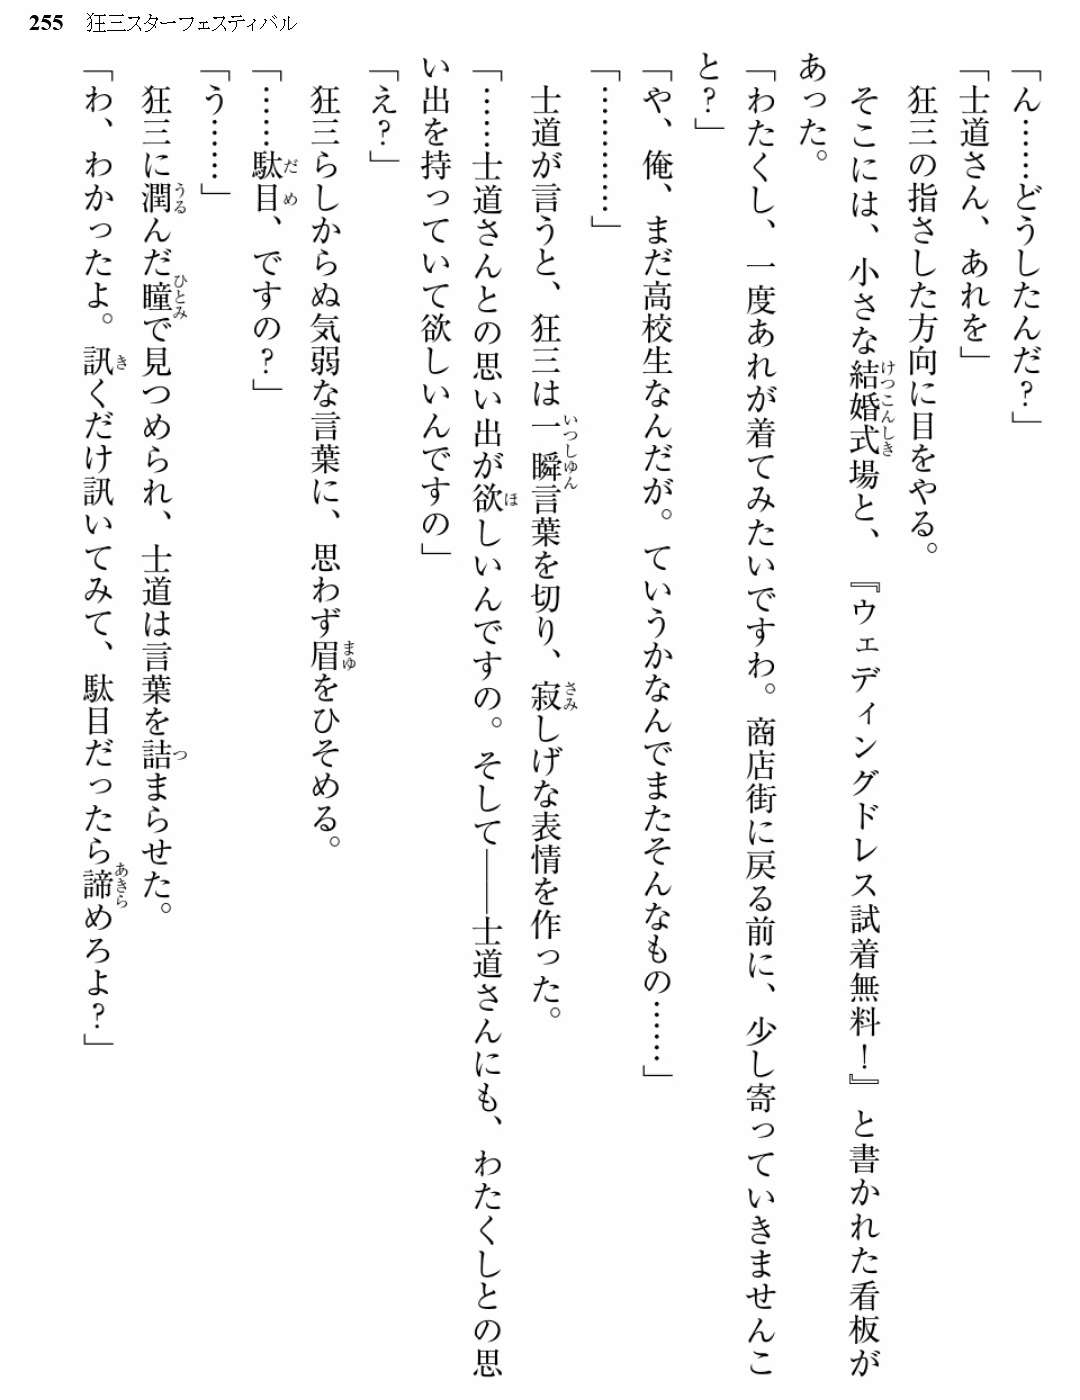 255 狂三スターフェスティバル
「ん……どうしたんだ?」
「士道さん、あれを」
狂三の指さした方向に目をやる。
そこには、小さな結婚式場と、『ウェディングドレス試着無料!』と書かれた看板が
あった。
「わたくし、一度あれが着てみたいですわ。商店街に戻る前に、少し寄っていきませんこ
と?」
「や、俺、まだ高校生なんだが。ていうかなんでまたそんなもの……」
「…………」
士道が言うと、狂三は一瞬言葉を切り、寂しげな表情を作った。
「……士道さんとの思い出が欲しいんですの。そして――士道さんにも、わたくしとの思
い出を持っていて欲しいんですの」
「え?」
狂三らしからぬ気弱な言葉に、思わず眉をひそめる。
「……駄目、ですの?」
「う……」
狂三に潤んだ瞳で見つめられ、士道は言葉を詰まらせた。
「わ、わかったよ。訊くだけ訊いてみて、駄目だったら諦めろよ?」